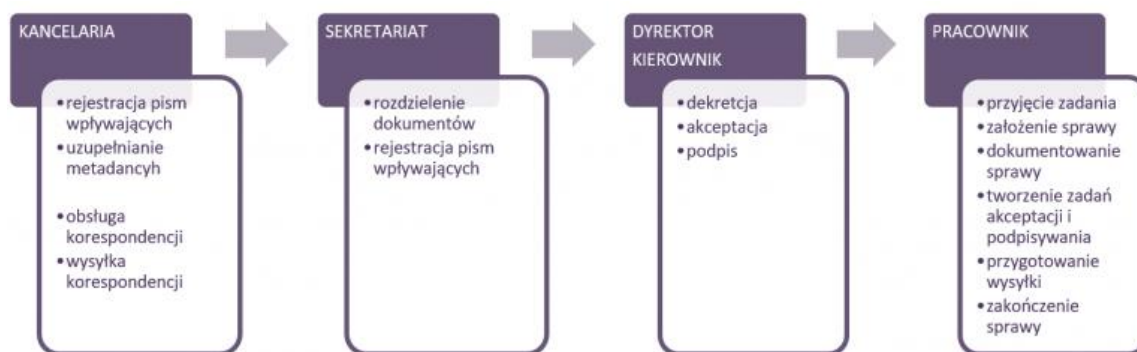 KANCELARIA
•rejestracja pism
wpływających
•uzupełnianie
metadancyh
•obsługa
korespondencji
•wysyłka
korespondencji
SEKRETARIAT
•rozdzielenie
dokumentów
•rejestracja pism
wpływających
DYREKTOR
KIEROWNIK
•dekretcja
•akceptacja
•podpis
PRACOWNIK
•przyjęcie zadania
•założenie sprawy
•dokumentowanie
sprawy
•tworzenie zadań
akceptacji i
podpisywania
•przygotowanie
wysyłki
•zakończenie
sprawy